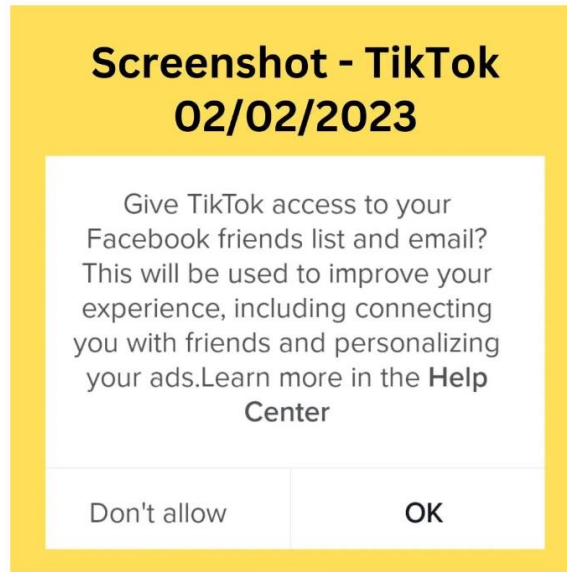 Screenshot - TikTok
02/02/2023
Give TikTok access to your
Facebook friends list and email?
This will be used to improve your
experience, including connecting
you with friends and personalizing
your ads.Learn more in the Help
Center
Don't allow
OK